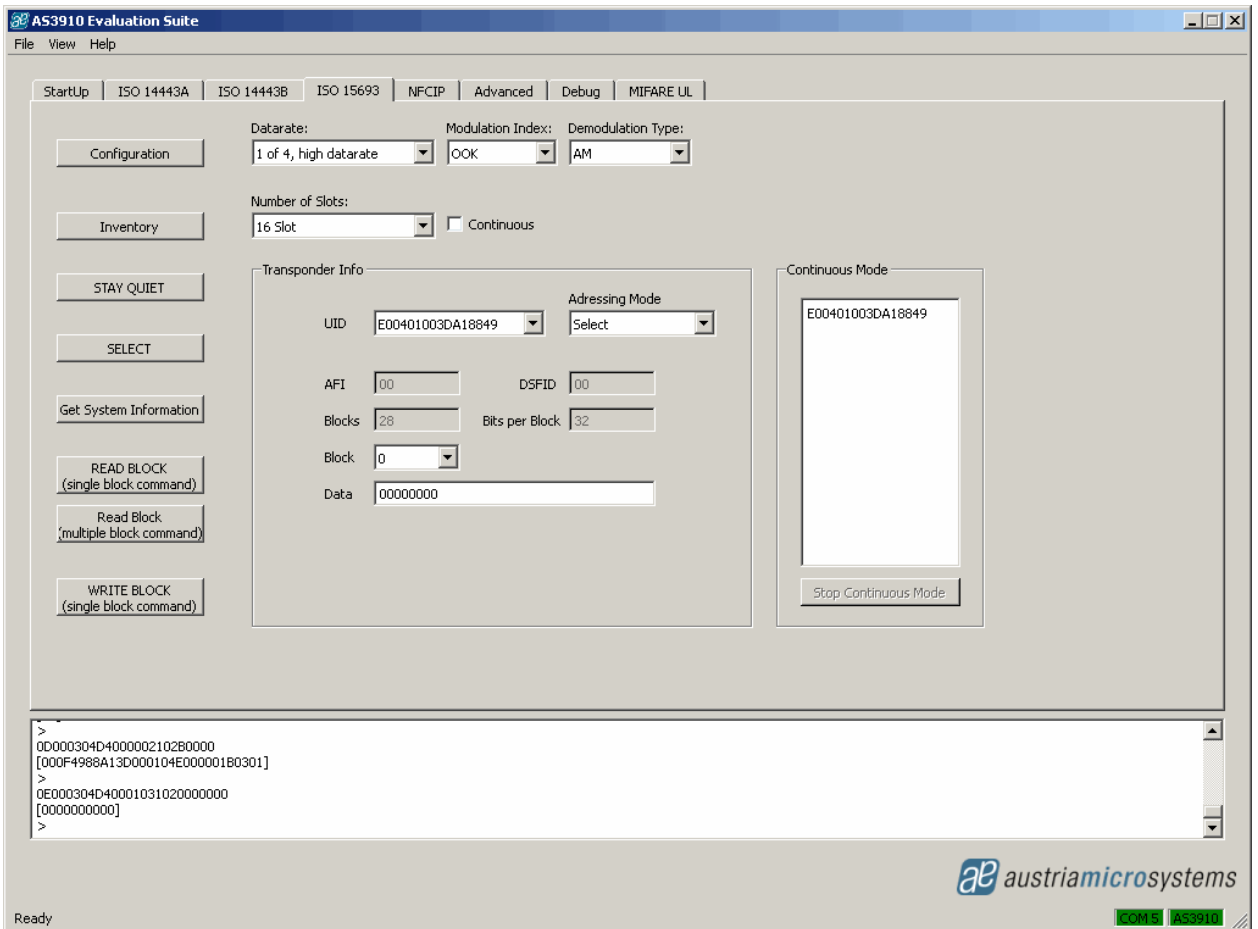 AS3910 Evaluation Suite
File View Help
StartUp ISO 14443A ISO 14443B ISO 15693 NFCIP Advanced Debug MIFARE UL
Datarate: Modulation Index: Demodulation Type:
Configuration 1 of 4, high datarate OOK AM
Number of Slots:
Inventory 16 Slot Continuous
Transponder Info Continuous Mode
STAY QUIET
Adressing Mode
E00401003DA18849
UID E00401003DA18849 Select
SELECT
AFI 00 DSFID 00
Get System Information
Blocks 28 Bits per Block 32
Block 0
READ BLOCK
(single block command)
Data 00000000
Read Block
(multiple block command)
WRITE BLOCK
(single block command)
Stop Continuous Mode
>
0D000304D4000002102B0000
[000F4988A13D000104E000001B0301]
>
0E000304D40001031020000000
[0000000000]
>
ae austriamicrosystems
Ready COM 5 AS3910